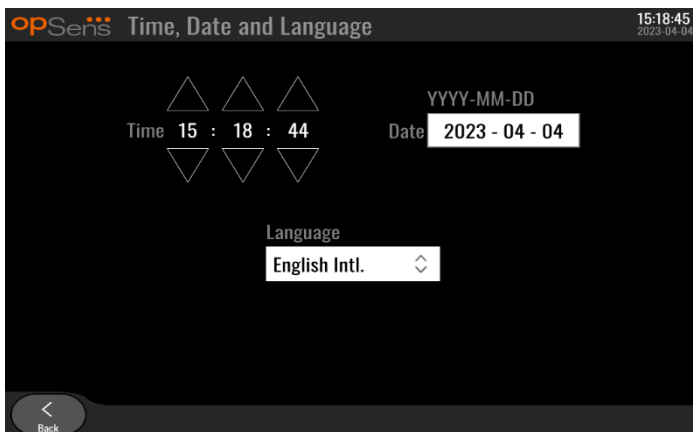 opSens Time, Date and Language 15:18:45
2023-04-04
YYYY-MM-DD
Time 15 : 18 : 44 Date 2023 - 04 - 04
Language
English Intl.
Back